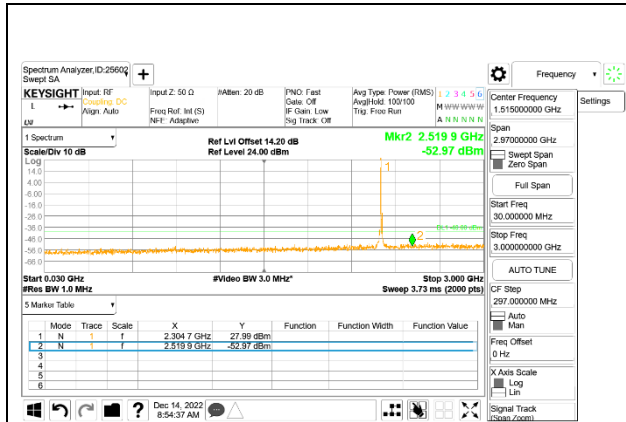 Spectrum Analyzer,ID:25602
Swept SA
+
Frequency
KEYSIGHT
Input: RF
Coupling: DC
Align: Auto
Input Z: 50 Ω
Freq Ref: Int (S)
NFE: Adaptive
#Atten: 20 dB
PNO: Fast
Gate: Off
IF Gain: Low
Sig Track: Off
Avg Type: Power (RMS)
Avg|Hold: 100/100
Trig: Free Run
1 2 3 4 5 6
M W W W W W
A N N N N N
L
Center Frequency
1.515000000 GHz
Settings
Span
2.97000000 GHz
Swept Span
Zero Span
Full Span
Start Freq
30.000000 MHz
Stop Freq
3.000000000 GHz
AUTO TUNE
CF Step
297.000000 MHz
Auto
Man
Freq Offset
0 Hz
X Axis Scale
Log
Lin
Signal Track
(Span Zoom)
1 Spectrum
Scale/Div 10 dB
Ref Lvl Offset 14.20 dB
Ref Level 24.00 dBm
Mkr2 2.519 9 GHz
-52.97 dBm
Log
14.0
4.00
-6.00
-16.0
-26.0
-36.0
-46.0
-56.0
-66.0
1
2
Start 0.030 GHz
#Res BW 1.0 MHz
#Video BW 3.0 MHz*
Stop 3.000 GHz
Sweep 3.73 ms (2000 pts)
5 Marker Table
Mode Trace Scale X Y Function Function Width Function Value
1 N 1 f 2.304 7 GHz 27.99 dBm
2 N 1 f 2.519 9 GHz -52.97 dBm
3
4
5
6
?
Dec 14, 2022
8:54:37 AM